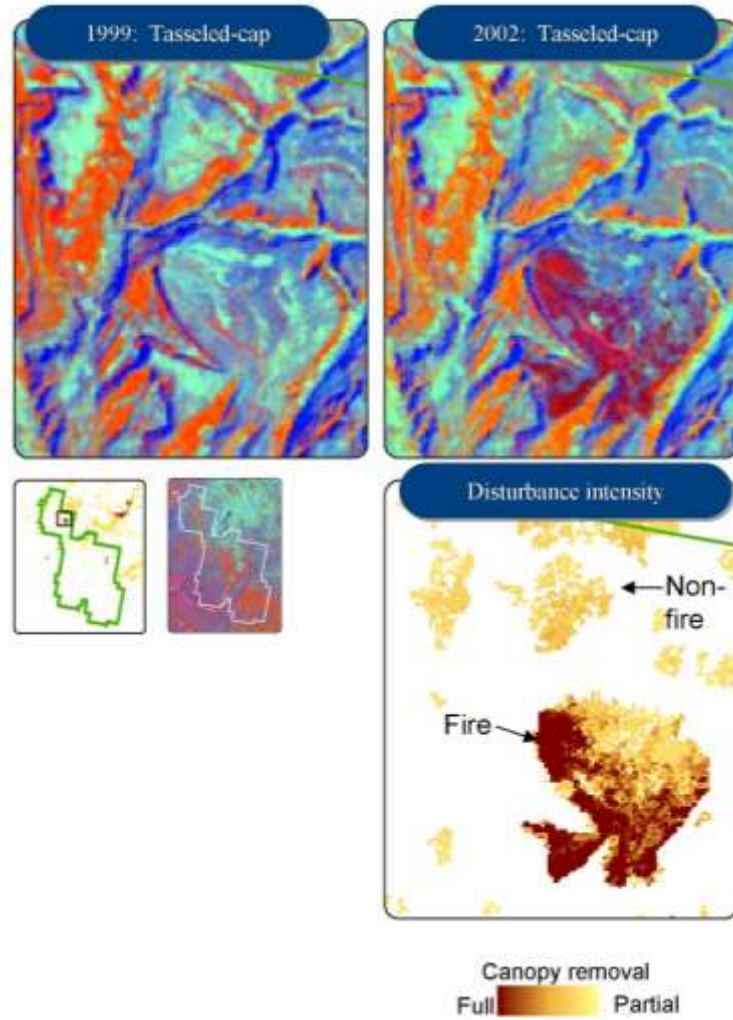 1999: Tasseled-cap
2002: Tasseled-cap
Disturbance intensity
Non-
fire
Fire
Canopy removal
Full Partial